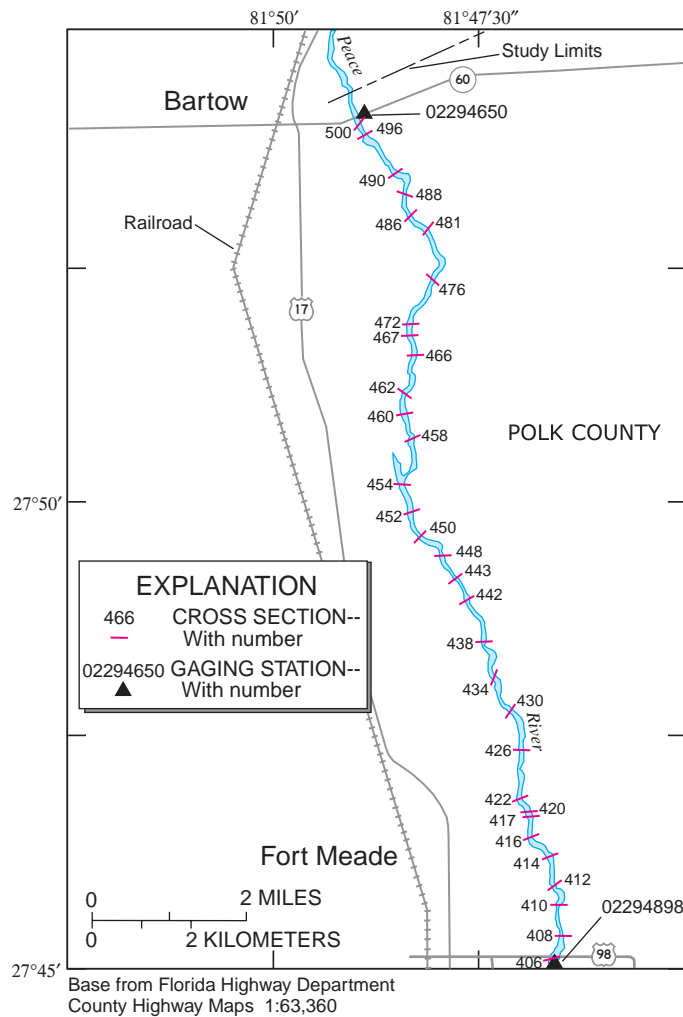 81°50′
81°47′30″
Peace
River
Study Limits
60
Bartow
02294650
500
496
490
488
486
481
Railroad
476
17
472
467
466
462
460
POLK COUNTY
458
454
27°50′
452
450
448
EXPLANATION
466 CROSS SECTION--
With number
02294650 GAGING STATION--
With number
443
442
438
434
430
River
426
422
420
417
416
Fort Meade
414
412
0 2 MILES
410
02294898
0 2 KILOMETERS
408
98
406
27°45′
Base from Florida Highway Department
County Highway Maps 1:63,360